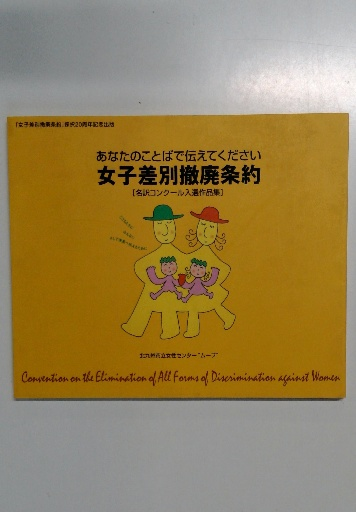 「女子差別撤廃条約」採択20周年記念出版
あなたのことばで伝えてください
女子差別撤廃条約
[名訳コンクール入選作品集]
北九州市立女性センター"ムーブ"
Convention on the Elimination of All Forms of Discrimination against Women